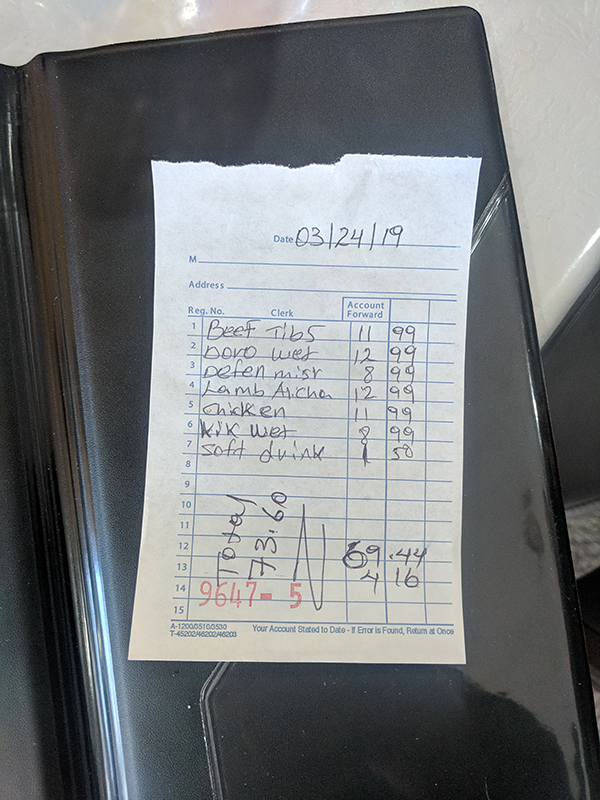 Date 03/24/19
M
Address
Reg. No. Clerk Account Forward
1 Beef Tibs 11 99
2 Doro wet 12 99
3 Defen misr 8 99
4 Lamb Alicha 12 99
5 Chicken 11 99
6 Kik wet 8 99
7 Soft drink 1 50
8
9
10
11
12 69.44
13 4 16
14
15
Total
73.60
9647- 5
A-1200/3510/3530
T-45202/46202/46203
Your Account Stated to Date - If Error is Found, Return at Once